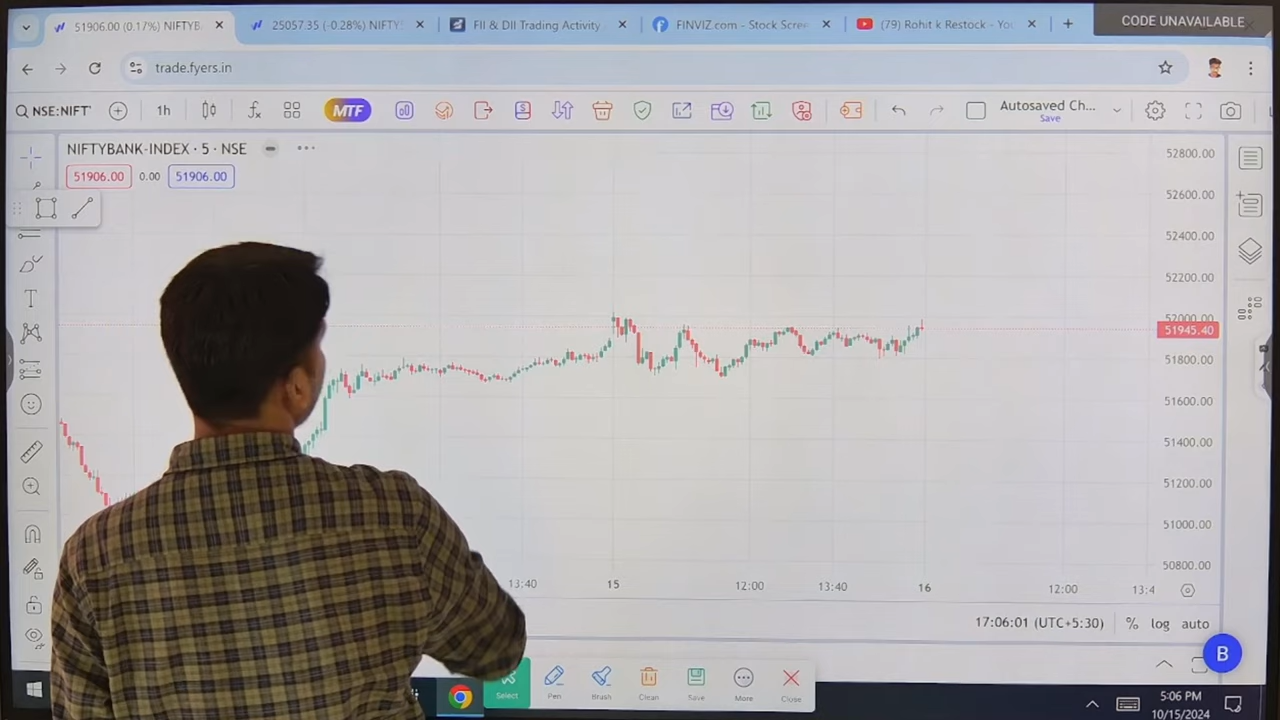 51906.00 (0.17%) NIFTYB
25057.35 (-0.28%) NIFTY5
FII & DII Trading Activity
FINVIZ.com - Stock Scree
(79) Rohit k Restock - You
CODE UNAVAILABLE
trade.fyers.in
NSE:NIFT
1h
MTF
Autosaved Ch...
Save
NIFTYBANK-INDEX · 5 · NSE
51906.00
0.00
51906.00
52800.00
52600.00
52400.00
52200.00
52000.00
51945.40
51800.00
51600.00
51400.00
51200.00
51000.00
50800.00
13:40
15
12:00
13:40
16
12:00
13:4
17:06:01 (UTC+5:30)
%
log
auto
B
Select
Pen
Brush
Clean
Save
More
Close
5:06 PM
10/15/2024